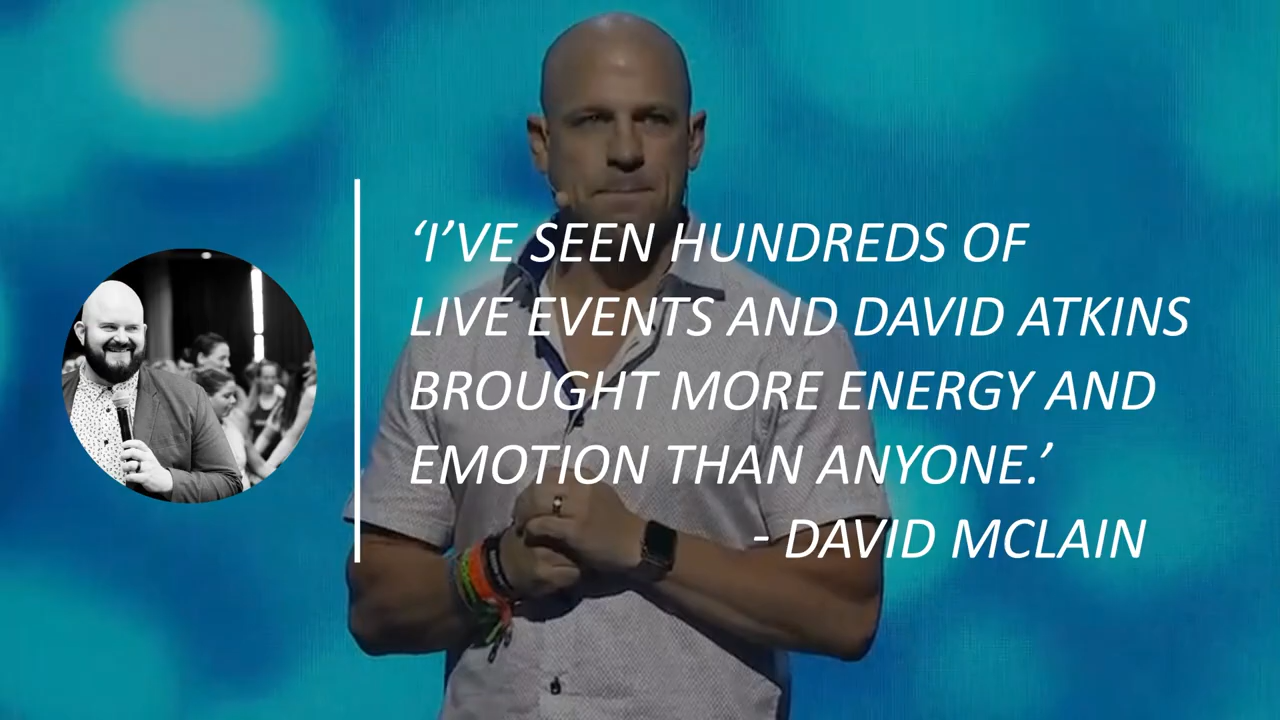 ‘I’VE SEEN HUNDREDS OF
LIVE EVENTS AND DAVID ATKINS
BROUGHT MORE ENERGY AND
EMOTION THAN ANYONE.’
- DAVID MCLAIN